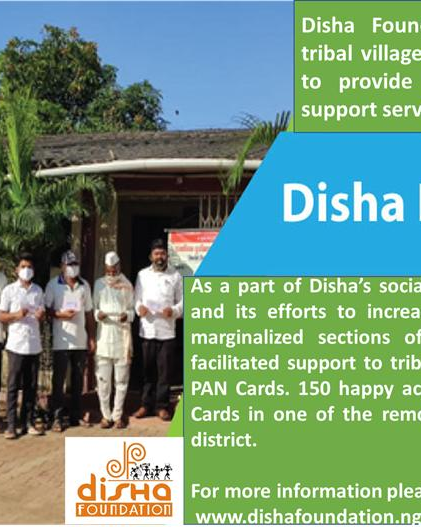 Disha Foun
tribal village
to provide
support serv
Disha
As a part of Disha's socia
and its efforts to increa
marginalized sections of
facilitated support to trib
PAN Cards. 150 happy ac
Cards in one of the remo
district.
disha
FOUNDATION
For more information plea
www.dishafoundation.ng